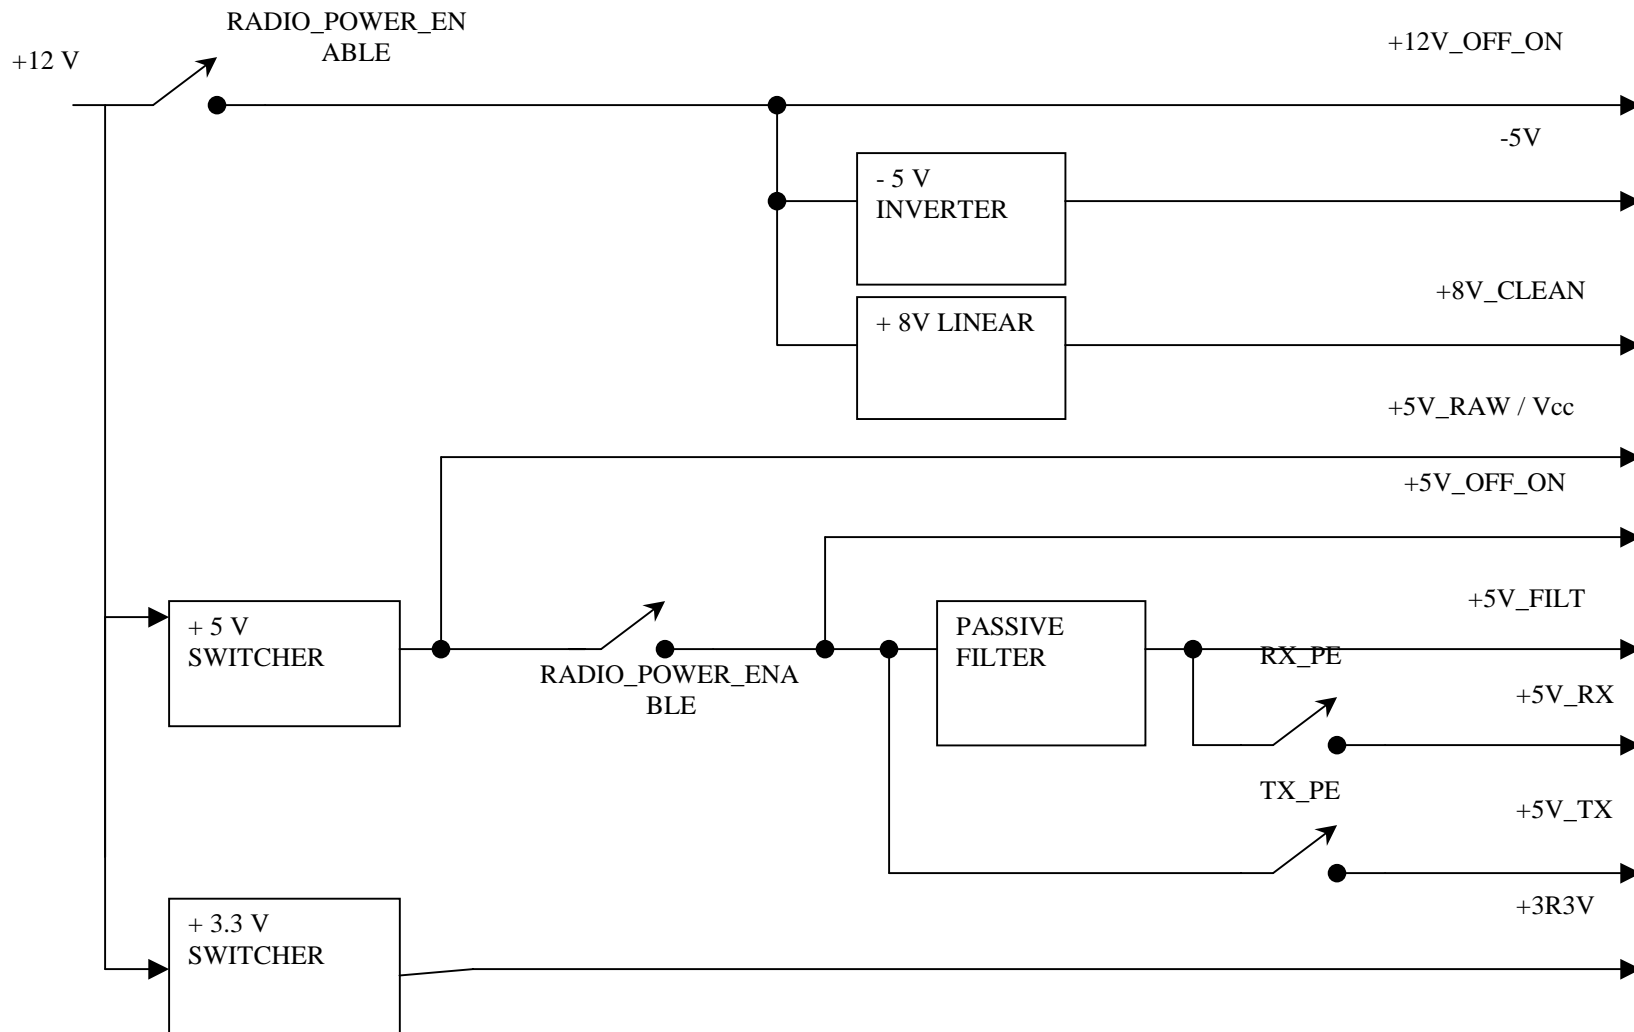 RADIO_POWER_EN
ABLE
+12 V
+12V_OFF_ON
-5V
- 5 V
INVERTER
+8V_CLEAN
+ 8V LINEAR
+5V_RAW / Vcc
+5V_OFF_ON
+5V_FILT
+ 5 V
SWITCHER
PASSIVE
FILTER
RADIO_POWER_ENA
BLE
RX_PE
+5V_RX
TX_PE
+5V_TX
+3R3V
+ 3.3 V
SWITCHER